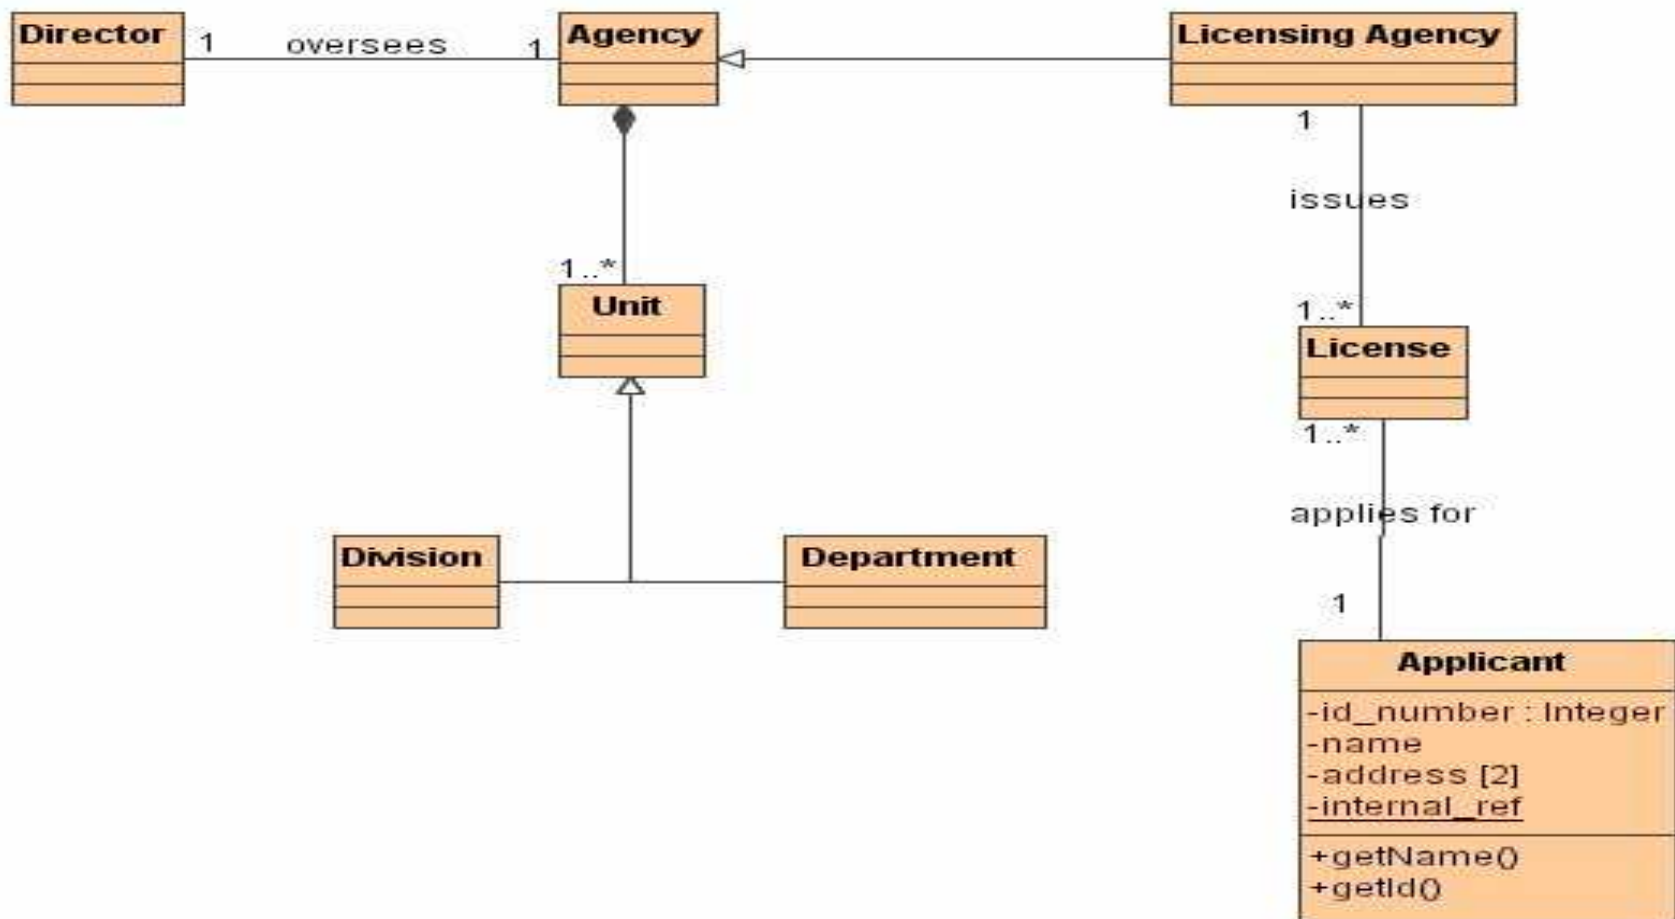 Director
1
oversees
1
Agency
Licensing Agency
1
issues
1..*
License
1..*
applies for
1
Applicant
-id_number : Integer
-name
-address [2]
-internal_ref
+getName()
+getId()
1..*
Unit
Division
Department